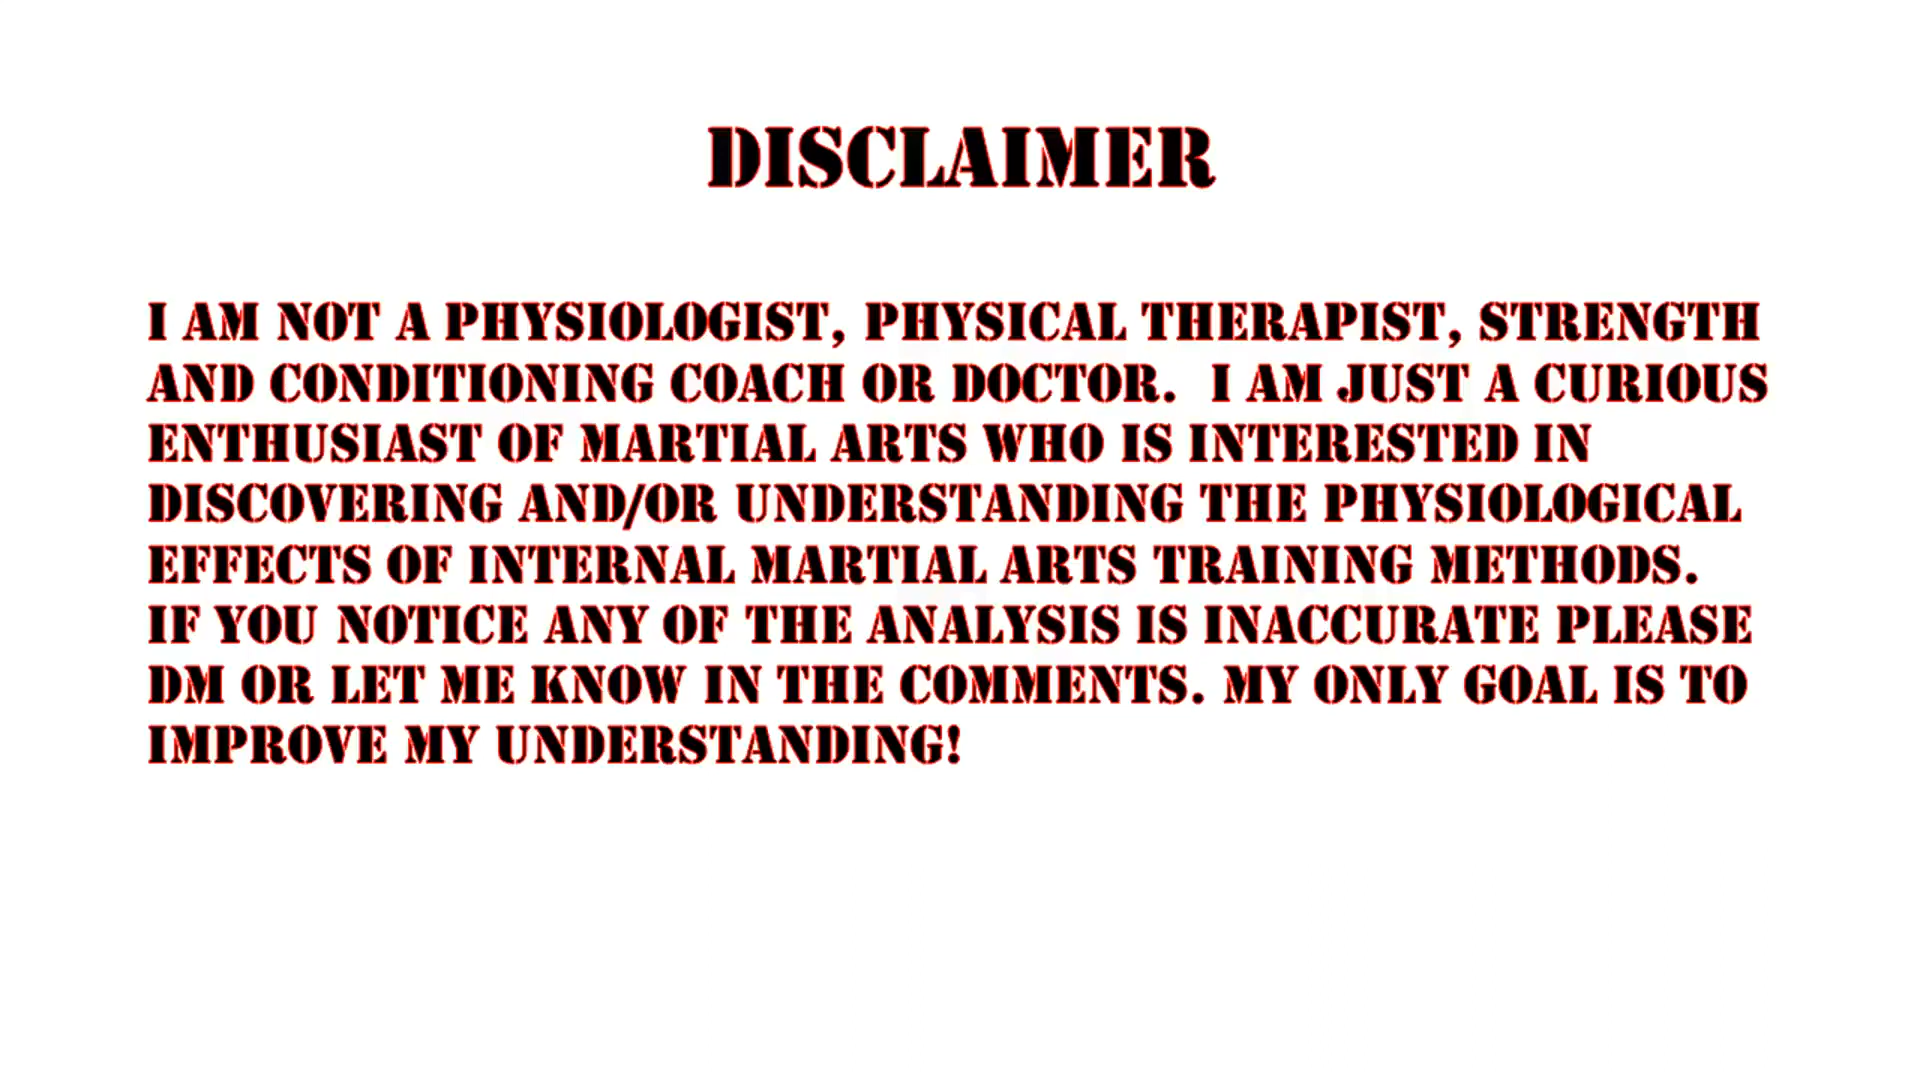 DISCLAIMER
I AM NOT A PHYSIOLOGIST, PHYSICAL THERAPIST, STRENGTH
AND CONDITIONING COACH OR DOCTOR.  I AM JUST A CURIOUS
ENTHUSIAST OF MARTIAL ARTS WHO IS INTERESTED IN
DISCOVERING AND/OR UNDERSTANDING THE PHYSIOLOGICAL
EFFECTS OF INTERNAL MARTIAL ARTS TRAINING METHODS.
IF YOU NOTICE ANY OF THE ANALYSIS IS INACCURATE PLEASE
DM OR LET ME KNOW IN THE COMMENTS. MY ONLY GOAL IS TO
IMPROVE MY UNDERSTANDING!